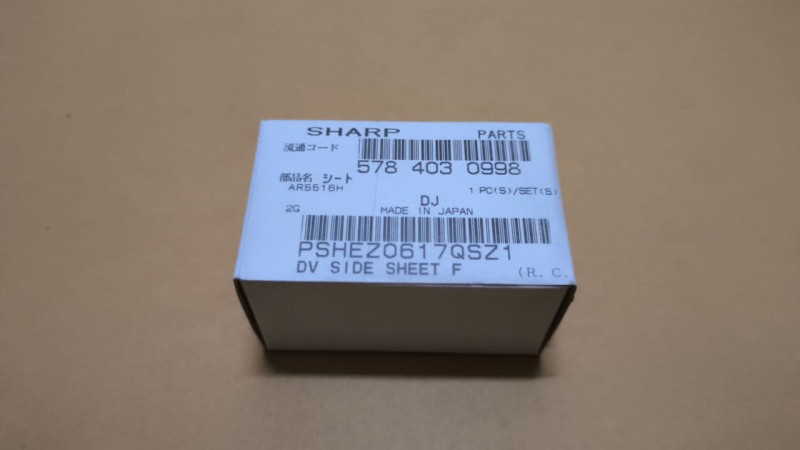 SHARP PARTS
流通コード
578 403 0998
部品名 シート
AR5516H 1 PC(S)/SET(S)
DJ
2G MADE IN JAPAN
PSHEZ0617QSZ1
DV SIDE SHEET F (R. C.